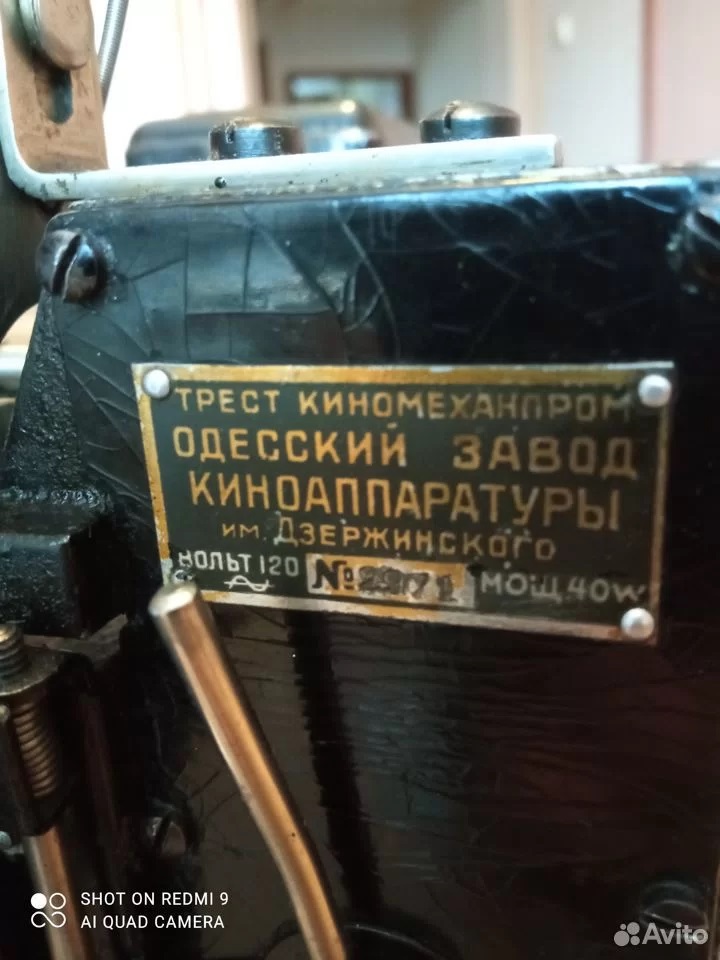 ТРЕСТ КИНОМЕХАНПРОМ
ОДЕССКИЙ ЗАВОД
КИНОАППАРАТУРЫ
ИМ. ДЗЕРЖИНСКОГО
ВОЛЬТ 120 № МОЩ. 40W
SHOT ON REDMI 9
AI QUAD CAMERA
Avito